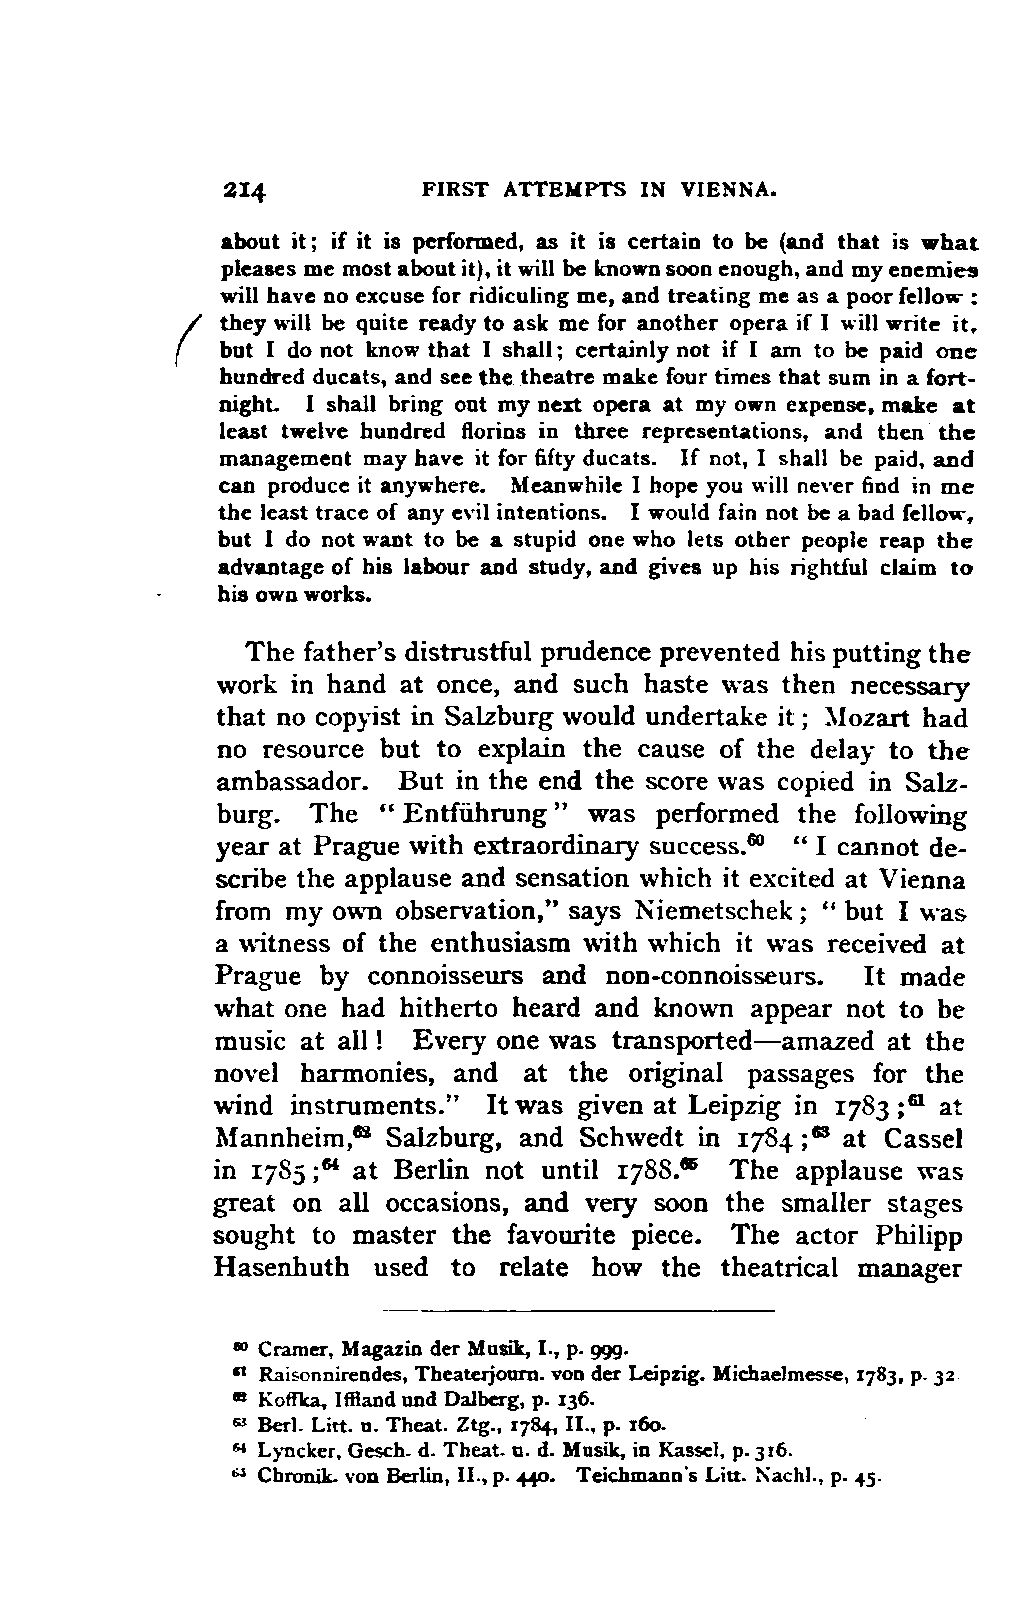 214 FIRST ATTEMPTS IN VIENNA.
about it; if it is performed, as it is certain to be (and that is what
pleases me most about it), it will be known soon enough, and my enemies
will have no excuse for ridiculing me, and treating me as a poor fellow:
they will be quite ready to ask me for another opera if I will write it,
but I do not know that I shall; certainly not if I am to be paid one
hundred ducats, and see the theatre make four times that sum in a fort-
night. I shall bring out my next opera at my own expense, make at
least twelve hundred florins in three representations, and then the
management may have it for fifty ducats. If not, I shall be paid, and
can produce it anywhere. Meanwhile I hope you will never find in me
the least trace of any evil intentions. I would fain not be a bad fellow,
but I do not want to be a stupid one who lets other people reap the
advantage of his labour and study, and gives up his rightful claim to
his own works.
The father's distrustful prudence prevented his putting the
work in hand at once, and such haste was then necessary
that no copyist in Salzburg would undertake it; Mozart had
no resource but to explain the cause of the delay to the
ambassador. But in the end the score was copied in Salz-
burg. The "Entführung" was performed the following
year at Prague with extraordinary success.⁶⁰ "I cannot de-
scribe the applause and sensation which it excited at Vienna
from my own observation," says Niemetschek; "but I was
a witness of the enthusiasm with which it was received at
Prague by connoisseurs and non-connoisseurs. It made
what one had hitherto heard and known appear not to be
music at all! Every one was transported—amazed at the
novel harmonies, and at the original passages for the
wind instruments." It was given at Leipzig in 1783;⁶¹ at
Mannheim,⁶² Salzburg, and Schwedt in 1784;⁶³ at Cassel
in 1785;⁶⁴ at Berlin not until 1788.⁶⁵ The applause was
great on all occasions, and very soon the smaller stages
sought to master the favourite piece. The actor Philipp
Hasenhuth used to relate how the theatrical manager
⁶⁰ Cramer, Magazin der Musik, I., p. 999.
⁶¹ Raisonnirendes, Theaterjourn. von der Leipzig. Michaelmesse, 1783, p. 32
⁶² Koffka, Iffland und Dalberg, p. 136.
⁶³ Berl. Litt. u. Theat. Ztg., 1784, II., p. 160.
⁶⁴ Lyncker, Gesch. d. Theat. u. d. Musik, in Kassel, p. 316.
⁶⁵ Chronik. von Berlin, II., p. 440. Teichmann's Litt. Nachl., p. 45.